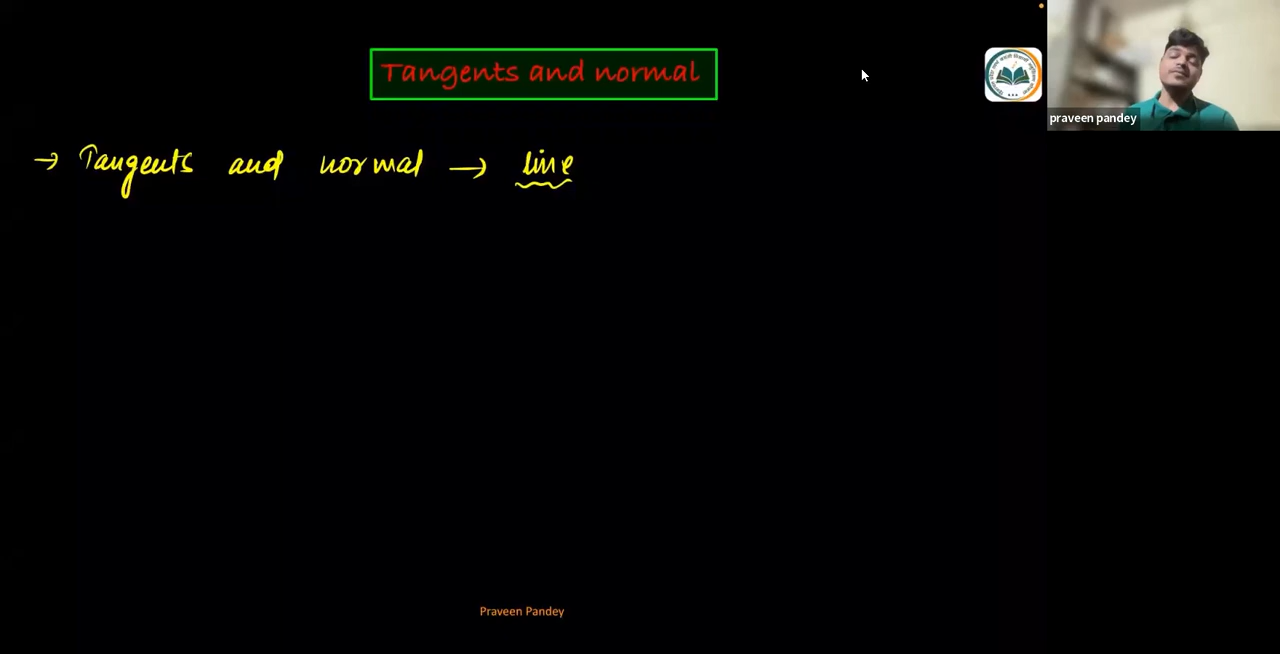 Tangents and normal
praveen pandey
→ Tangents and normal → line
Praveen Pandey